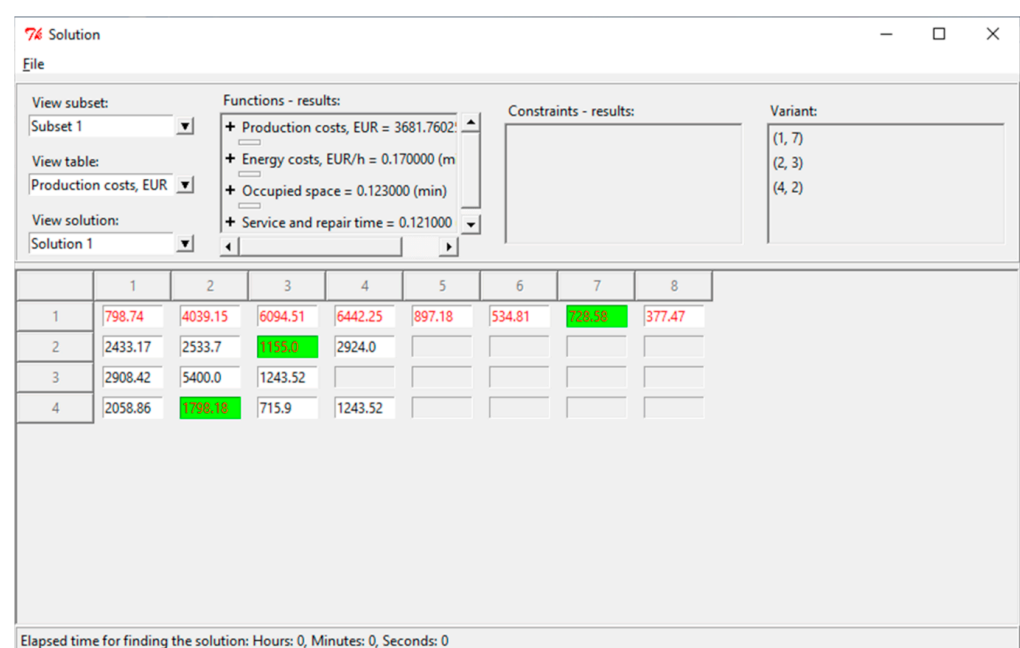 Solution
File
View subset:
Subset 1
View table:
Production costs, EUR
View solution:
Solution 1
Functions - results:
+ Production costs, EUR = 3681.7602
+ Energy costs, EUR/h = 0.170000 (m
+ Occupied space = 0.123000 (min)
+ Service and repair time = 0.121000
Constraints - results:
Variant:
(1, 7)
(2, 3)
(4, 2)
1 2 3 4 5 6 7 8
1 798.74 4039.15 6094.51 6442.25 897.18 534.81 728.58 377.47
2 2433.17 2533.7 1155.0 2924.0
3 2908.42 5400.0 1243.52
4 2058.86 1798.18 715.9 1243.52
Elapsed time for finding the solution: Hours: 0, Minutes: 0, Seconds: 0